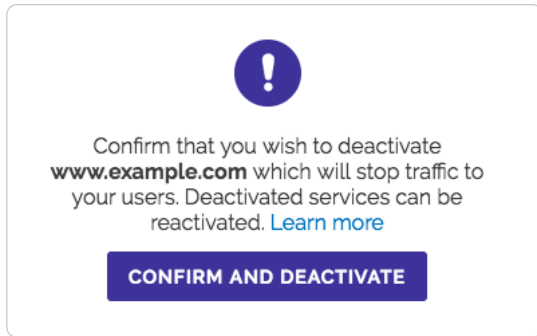 Confirm that you wish to deactivate
www.example.com which will stop traffic to
your users. Deactivated services can be
reactivated. Learn more
CONFIRM AND DEACTIVATE